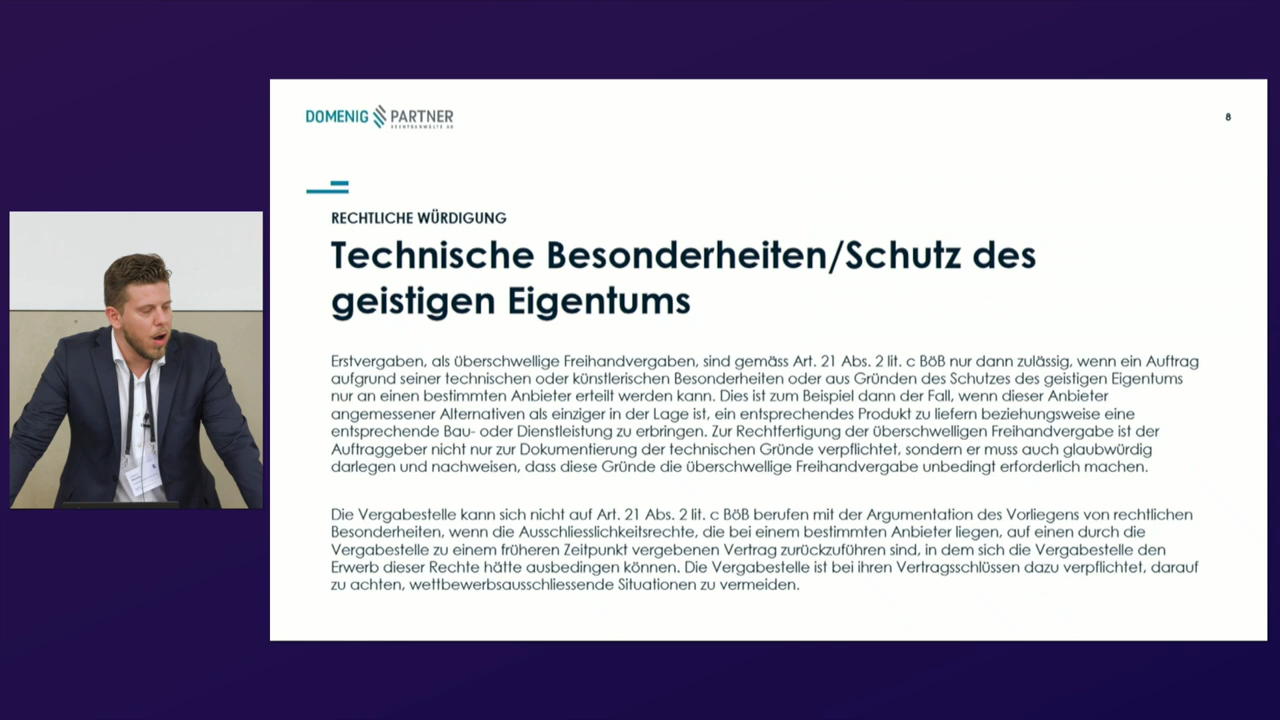 DOMENIG PARTNER
RECHTSANWÄLTE AG
8
RECHTLICHE WÜRDIGUNG
Technische Besonderheiten/Schutz des
geistigen Eigentums
Erstvergaben, als überschwellige Freihandvergaben, sind gemäss Art. 21 Abs. 2 lit. c BöB nur dann zulässig, wenn ein Auftrag
aufgrund seiner technischen oder künstlerischen Besonderheiten oder aus Gründen des Schutzes des geistigen Eigentums
nur an einen bestimmten Anbieter erteilt werden kann. Dies ist zum Beispiel dann der Fall, wenn dieser Anbieter
angemessener Alternativen als einziger in der Lage ist, ein entsprechendes Produkt zu liefern beziehungsweise eine
entsprechende Bau- oder Dienstleistung zu erbringen. Zur Rechtfertigung der überschwelligen Freihandvergabe ist der
Auftraggeber nicht nur zur Dokumentierung der technischen Gründe verpflichtet, sondern er muss auch glaubwürdig
darlegen und nachweisen, dass diese Gründe die überschwellige Freihandvergabe unbedingt erforderlich machen.
Die Vergabestelle kann sich nicht auf Art. 21 Abs. 2 lit. c BöB berufen mit der Argumentation des Vorliegens von rechtlichen
Besonderheiten, wenn die Ausschliesslichkeitsrechte, die bei einem bestimmten Anbieter liegen, auf einen durch die
Vergabestelle zu einem früheren Zeitpunkt vergebenen Vertrag zurückzuführen sind, in dem sich die Vergabestelle den
Erwerb dieser Rechte hätte ausbedingen können. Die Vergabestelle ist bei ihren Vertragsschlüssen dazu verpflichtet, darauf
zu achten, wettbewerbsausschliessende Situationen zu vermeiden.